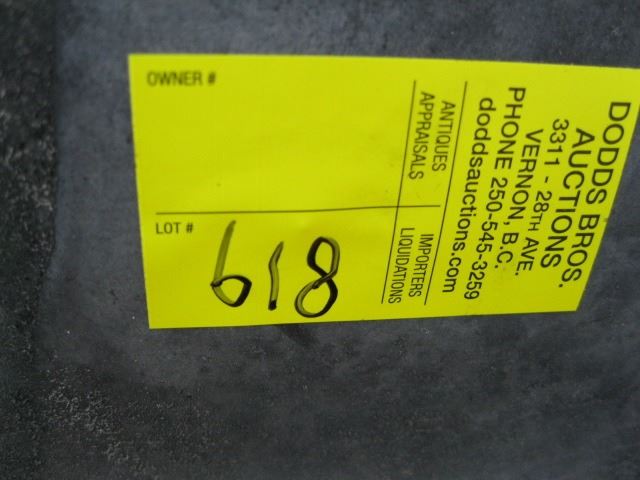 DODDS BROS.
AUCTIONS
3311 - 28TH AVE.
VERNON, B.C.
PHONE 250-545-3259
doddsauctions.com
ANTIQUES
APPRAISALS
IMPORTERS
LIQUIDATIONS
OWNER #
LOT #
618